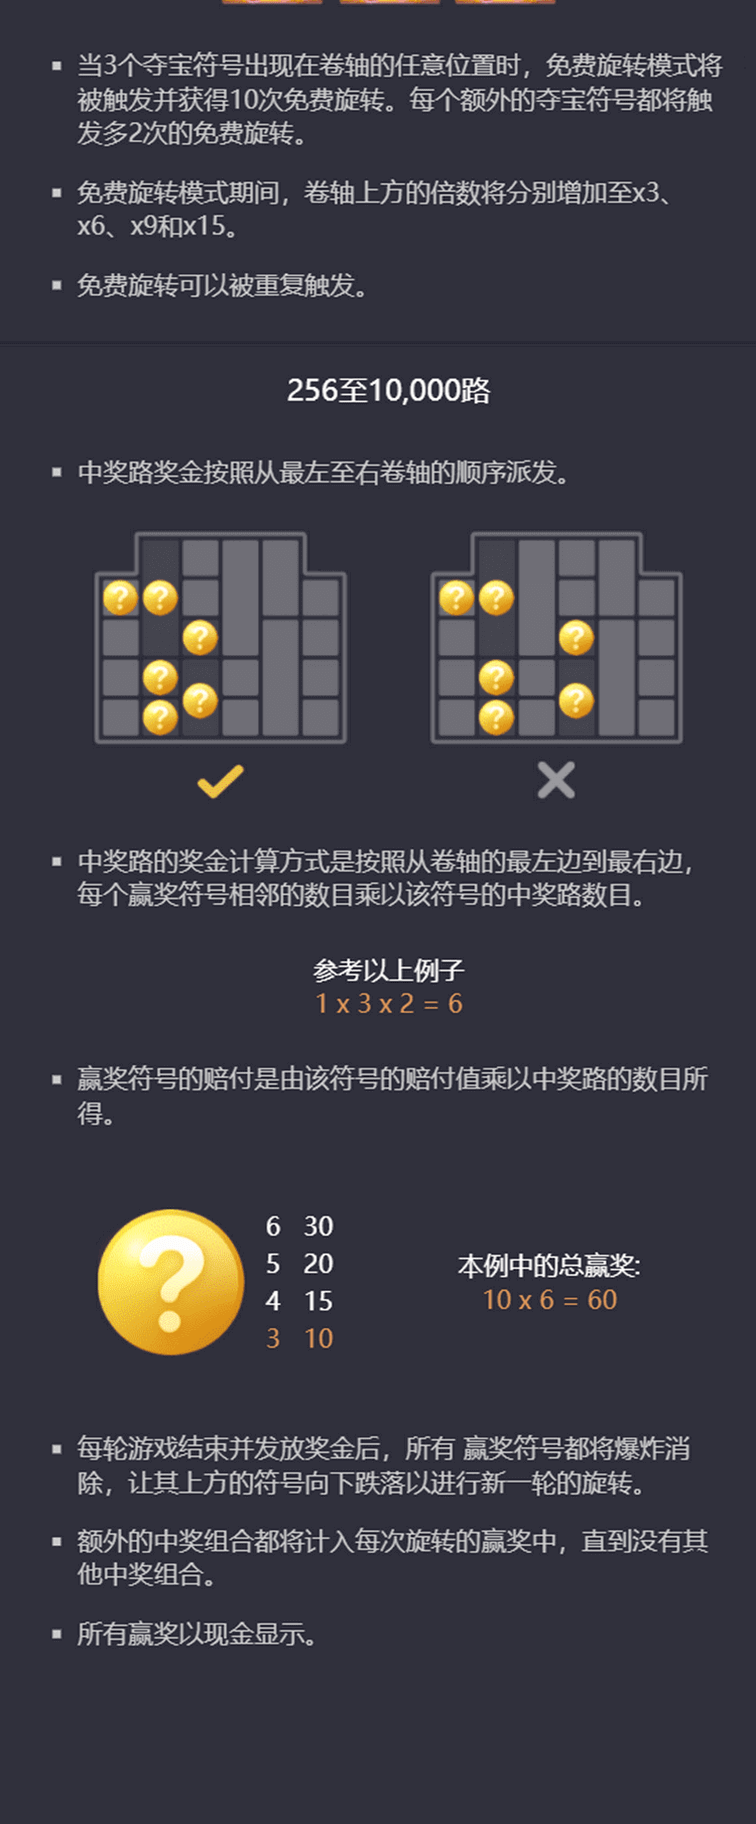 当3个夺宝符号出现在卷轴的任意位置时，免费旋转模式将
被触发并获得10次免费旋转。每个额外的夺宝符号都将触
发多2次的免费旋转。
免费旋转模式期间，卷轴上方的倍数将分别增加至x3、
x6、x9和x15。
免费旋转可以被重复触发。
256至10,000路
中奖路奖金按照从最左至右卷轴的顺序派发。
? ? ? ? ? ?
? ? ? ? ? ?
中奖路的奖金计算方式是按照从卷轴的最左边到最右边，
每个赢奖符号相邻的数目乘以该符号的中奖路数目。
参考以上例子
1 x 3 x 2 = 6
赢奖符号的赔付是由该符号的赔付值乘以中奖路的数目所
得。
?
6 30
5 20
4 15
3 10
本例中的总赢奖:
10 x 6 = 60
每轮游戏结束并发放奖金后，所有 赢奖符号都将爆炸消
除，让其上方的符号向下跌落以进行新一轮的旋转。
额外的中奖组合都将计入每次旋转的赢奖中，直到没有其
他中奖组合。
所有赢奖以现金显示。